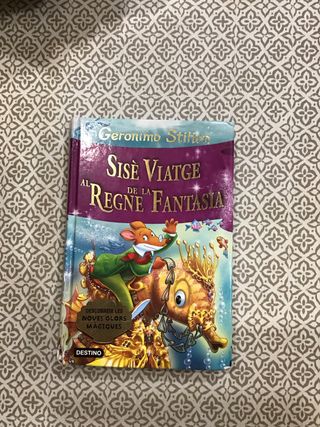 Geronimo Stilton
SISÈ VIATGE
AL REGNE DE LA FANTASIA
DESCOBREIX LES
NOVES OLORS
MÀGIQUES
DESTINO